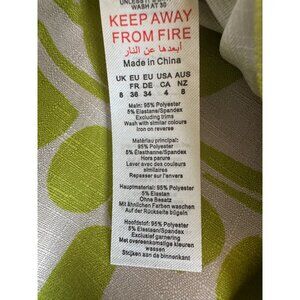 WASH AT 30
KEEP AWAY
FROM FIRE
أبعدها عن النار
Made in China
UK EU EU USA AUS
FR DE CA NZ
8 36 34 4 8
Main: 95% Polyester
5% Elastane/Spandex
Excluding trims
Wash with similar colours
Iron on reverse
Matériau principal:
95% Polyester
5% Élasthanne/Spandex
Hors parure
Laver avec des couleurs
similaires
Repasser sur l'envers
Hauptmaterial: 95% Polyester
5% Elastan
Ohne Besatz
Mit ähnlichen Farben waschen
Auf der Rückseite bügeln
Hoofdstof: 95% Polyester
5% Elastaan/Spandex
Exclusief garnering
Met overeenkomstige kleuren
wassen
Strijken aan de binnenkant